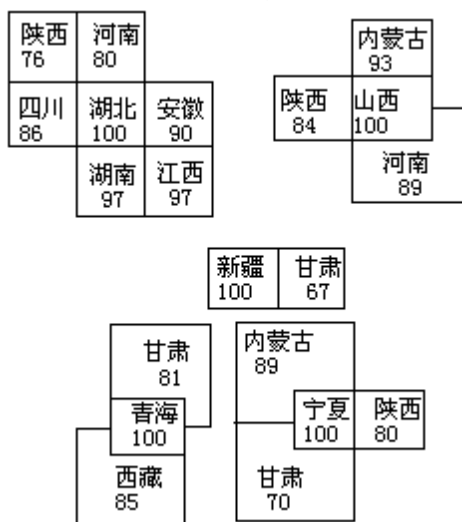 陕西 河南
76 80
四川 湖北 安徽
86 100 90
湖南 江西
97 97
内蒙古
93
陕西 山西
84 100
河南
89
新疆 甘肃
100 67
甘肃
81
青海
100
西藏
85
内蒙古
89
宁夏 陕西
100 80
甘肃
70